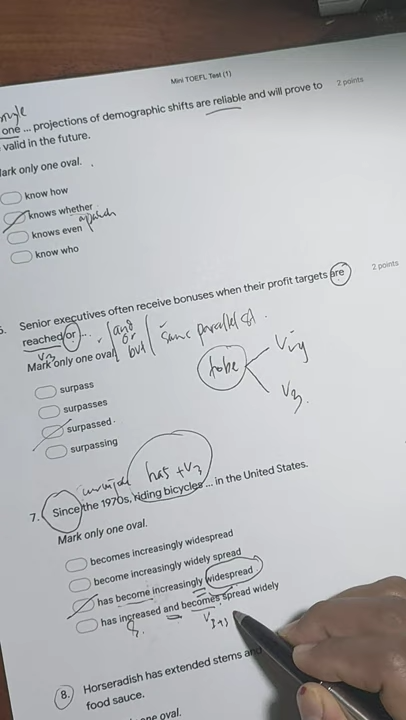 Mini TOEFL Test (1)
one ... projections of demographic shifts are reliable and will prove to
2 points
valid in the future.
Mark only one oval.
know how
knows whether
knows even
know who
Senior executives often receive bonuses when their profit targets are
2 points
reached or ...
V3
and
or
but
same parallel
Mark only one oval.
to be
Ving
V3
surpass
surpasses
surpassed
surpassing
has + V3
7. Since the 1970s, riding bicycles ... in the United States.
Mark only one oval.
becomes increasingly widespread
become increasingly widely spread
has become increasingly widespread
has increased and becomes spread widely
8. Horseradish has extended stems and
food sauce.
one oval.